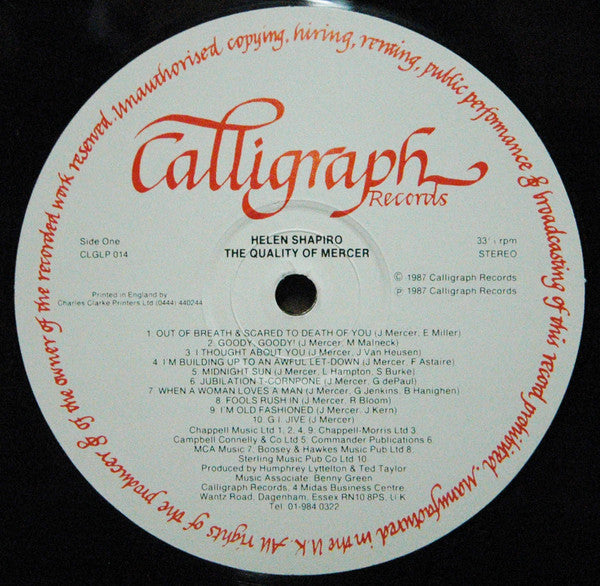 Calligraph
Records
Side One
CLGLP 014
HELEN SHAPIRO
THE QUALITY OF MERCER
33⅓ rpm
STEREO
Printed in England by
Charles Clarke Printers Ltd (0444) 440244
© 1987 Calligraph Records
℗ 1987 Calligraph Records
1. OUT OF BREATH & SCARED TO DEATH OF YOU (J Mercer, E Miller)
2. GOODY, GOODY! (J Mercer, M Malneck)
3. I THOUGHT ABOUT YOU (J Mercer, J Van Heusen)
4. I'M BUILDING UP TO AN AWFUL LET-DOWN (J Mercer, F Astaire)
5. MIDNIGHT SUN (J Mercer, L Hampton, S Burke)
6. JUBILATION T-CORNPONE (J Mercer, G dePaul)
7. WHEN A WOMAN LOVES A MAN (J Mercer, G Jenkins, B Hanighen)
8. FOOLS RUSH IN (J Mercer, R Bloom)
9. I'M OLD FASHIONED (J Mercer, J Kern)
10. G.I. JIVE (J Mercer)
Chappell Music Ltd 1, 2, 4, 9. Chappell-Morris Ltd 3.
Campbell Connelly & Co Ltd 5. Commander Publications 6.
MCA Music 7. Boosey & Hawkes Music Pub Ltd 8.
Sterling Music Pub Co Ltd 10.
Produced by Humphrey Lyttelton & Ted Taylor
Music Associate: Benny Green
Calligraph Records, 4 Midas Business Centre,
Wantz Road, Dagenham, Essex RN10 8PS, U.K
Tel: 01-984 0322
All rights of the producer & of the owner of the recorded work reserved. Unauthorised copying, hiring, renting, public performance & broadcasting of this record prohibited. Manufactured in the U.K.